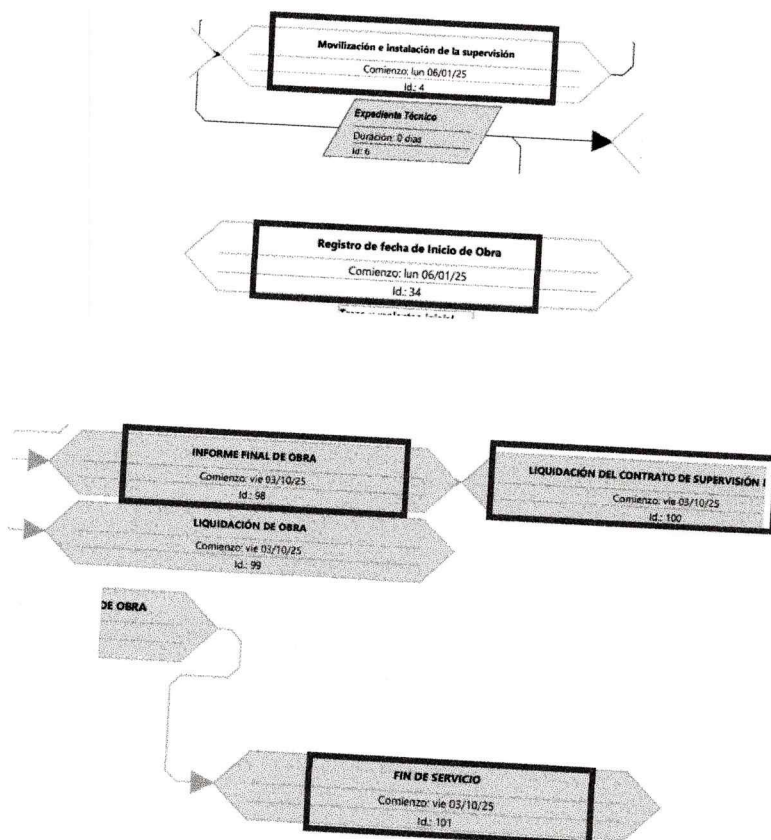 Movilización e instalación de la supervisión
Comienzo: lun 06/01/25
Id.: 4
Expediente Técnico
Duración: 0 días
Id: 6
Registro de fecha de Inicio de Obra
Comienzo: lun 06/01/25
Id.: 34
INFORME FINAL DE OBRA
Comienzo: vie 03/10/25
Id.: 98
LIQUIDACIÓN DEL CONTRATO DE SUPERVISIÓN
Comienzo: vie 03/10/25
Id.: 100
LIQUIDACIÓN DE OBRA
Comienzo: vie 03/10/25
Id.: 99
DE OBRA
FIN DE SERVICIO
Comienzo: vie 03/10/25
Id.: 101